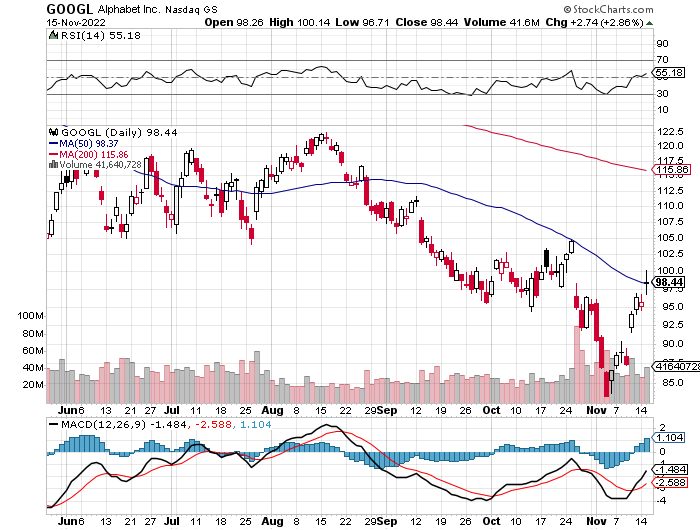 GOOGL Alphabet Inc. Nasdaq GS © StockCharts.com
15-Nov-2022 Open 98.26 High 100.14 Low 96.71 Close 98.44 Volume 41.6M Chg +2.74 (+2.86%)
RSI(14) 55.18
90
70
55.18
50
30
10
GOOGL (Daily) 98.44
MA(50) 98.37
MA(200) 115.86
Volume 41,640,728
122.5
120.0
117.5
115.86
115.0
112.5
110.0
107.5
105.0
102.5
100.0
98.44
97.5
95.0
92.5
90.0
87.5
41640728
85.0
100M
80M
60M
40M
20M
Jun 6 13 21 27 Jul 11 18 25 Aug 8 15 22 29 Sep 12 19 26 Oct 10 17 24 Nov 7 14
MACD(12,26,9) -1.484, -2.588, 1.104
2
1.104
0
-1.484
-2.588
-3
-4
Jun 6 13 21 27 Jul 11 18 25 Aug 8 15 22 29 Sep 12 19 26 Oct 10 17 24 Nov 7 14